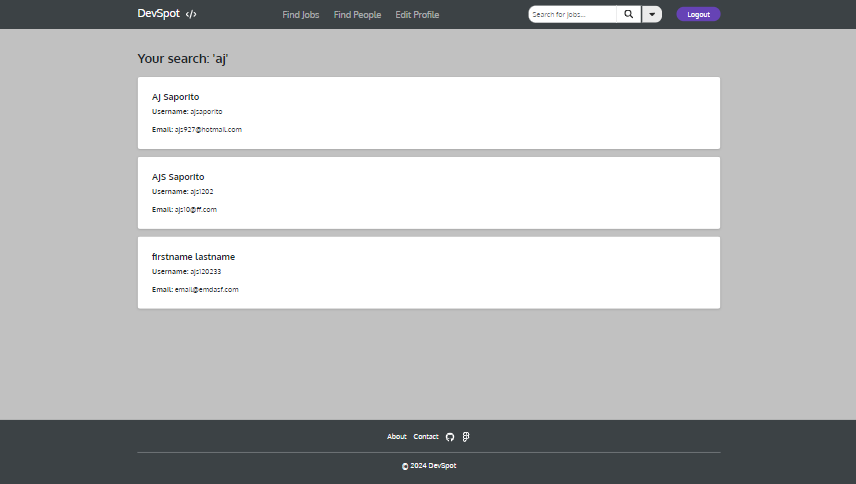 DevSpot </>
Find Jobs Find People Edit Profile
Search for jobs...
Logout
Your search: 'aj'
AJ Saporito
Username: ajsaporito
Email: ajs927@hotmail.com
AJS Saporito
Username: ajs1202
Email: ajs10@ff.com
firstname lastname
Username: ajs120233
Email: email@emdasf.com
About Contact
© 2024 DevSpot